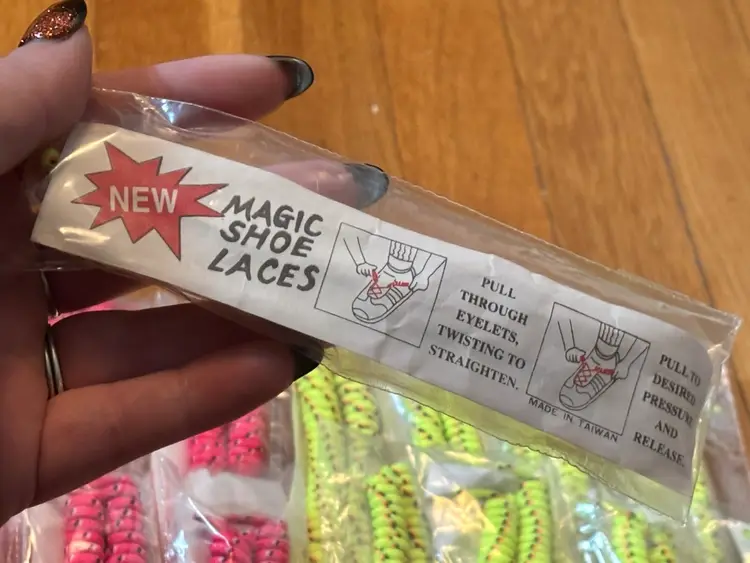 NEW
MAGIC
SHOE
LACES
PULL
THROUGH
EYELETS,
TWISTING TO
STRAIGHTEN.
MADE IN TAIWAN
PULL TO
DESIRED
PRESSURE
AND
RELEASE.